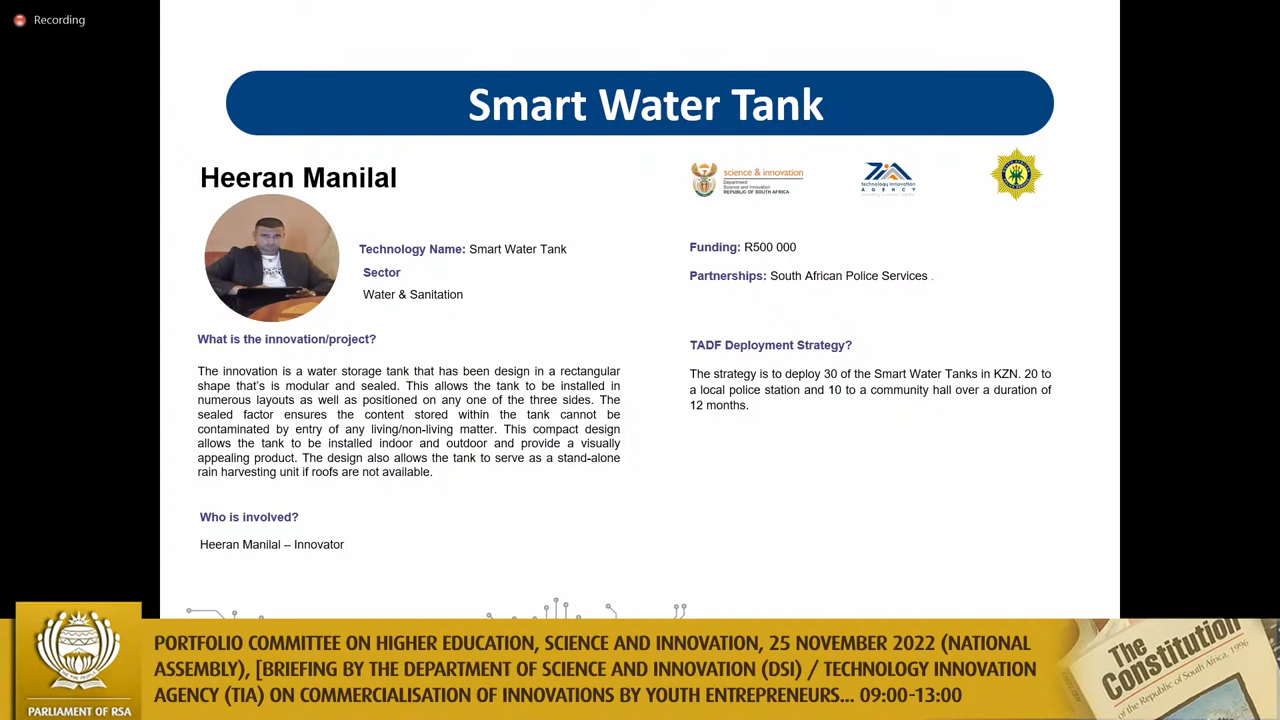 Recording
Smart Water Tank
Heeran Manilal
science & innovation
Department
Science and Innovation
REPUBLIC OF SOUTH AFRICA
technology innovation
AGENCY
Technology Name: Smart Water Tank
Sector
Water & Sanitation
Funding: R500 000
Partnerships: South African Police Services .
What is the innovation/project?
The innovation is a water storage tank that has been design in a rectangular
shape that's is modular and sealed. This allows the tank to be installed in
numerous layouts as well as positioned on any one of the three sides. The
sealed factor ensures the content stored within the tank cannot be
contaminated by entry of any living/non-living matter. This compact design
allows the tank to be installed indoor and outdoor and provide a visually
appealing product. The design also allows the tank to serve as a stand-alone
rain harvesting unit if roofs are not available.
Who is involved?
Heeran Manilal – Innovator
TADF Deployment Strategy?
The strategy is to deploy 30 of the Smart Water Tanks in KZN. 20 to
a local police station and 10 to a community hall over a duration of
12 months.
PARLIAMENT OF RSA
PORTFOLIO COMMITTEE ON HIGHER EDUCATION, SCIENCE AND INNOVATION, 25 NOVEMBER 2022 (NATIONAL
ASSEMBLY), [BRIEFING BY THE DEPARTMENT OF SCIENCE AND INNOVATION (DSI) / TECHNOLOGY INNOVATION
AGENCY (TIA) ON COMMERCIALISATION OF INNOVATIONS BY YOUTH ENTREPRENEURS... 09:00-13:00
The
Constitution
of the Republic of South Africa, 1996